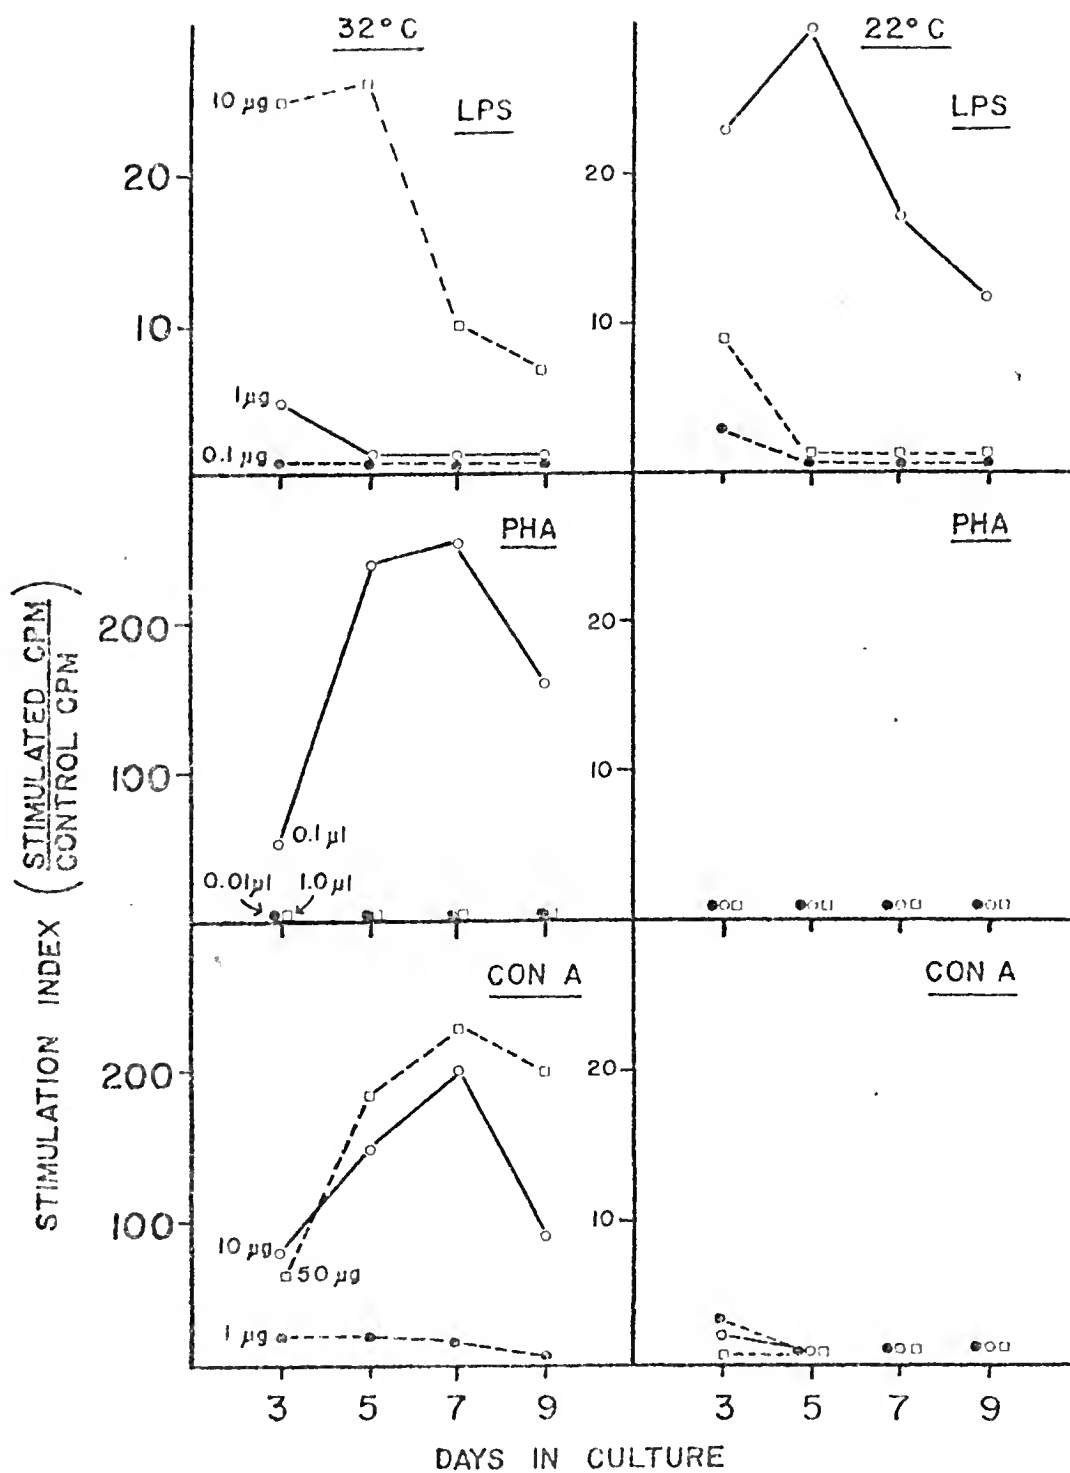 32°C
22°C
LPS
LPS
10 µg
1 µg
0.1 µg
20
10
20
10
PHA
PHA
200
100
20
10
0.1 µl
0.01 µl
1.0 µl
CON A
CON A
200
100
20
10
10 µg
50 µg
1 µg
3 5 7 9
3 5 7 9
DAYS IN CULTURE
STIMULATION INDEX (STIMULATED CPM
CONTROL CPM)